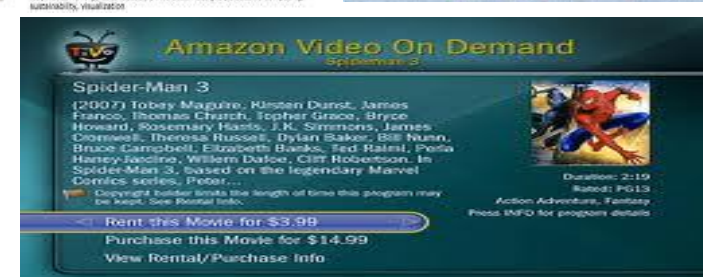 sustainability, visualization
TiVo
Amazon Video On Demand
Spiderman 3
Spider-Man 3
(2007) Tobey Maguire, Kirsten Dunst, James
Franco, Thomas Church, Topher Grace, Bryce
Howard, Rosemary Harris, J.K. Simmons, James
Cromwell, Theresa Russell, Dylan Baker, Bill Nunn,
Bruce Campbell, Elizabeth Banks, Ted Raimi, Perla
Haney-Jardine, Willem Dafoe, Cliff Robertson. In
Spider-Man 3, based on the legendary Marvel
Comics series, Peter...
Copyright holder limits the length of time this program may
be kept. See Rental Info.
Duration: 2:19
Rated: PG13
Action Adventure, Fantasy
Press INFO for program details
Rent this Movie for $3.99
Purchase this Movie for $14.99
View Rental/Purchase Info